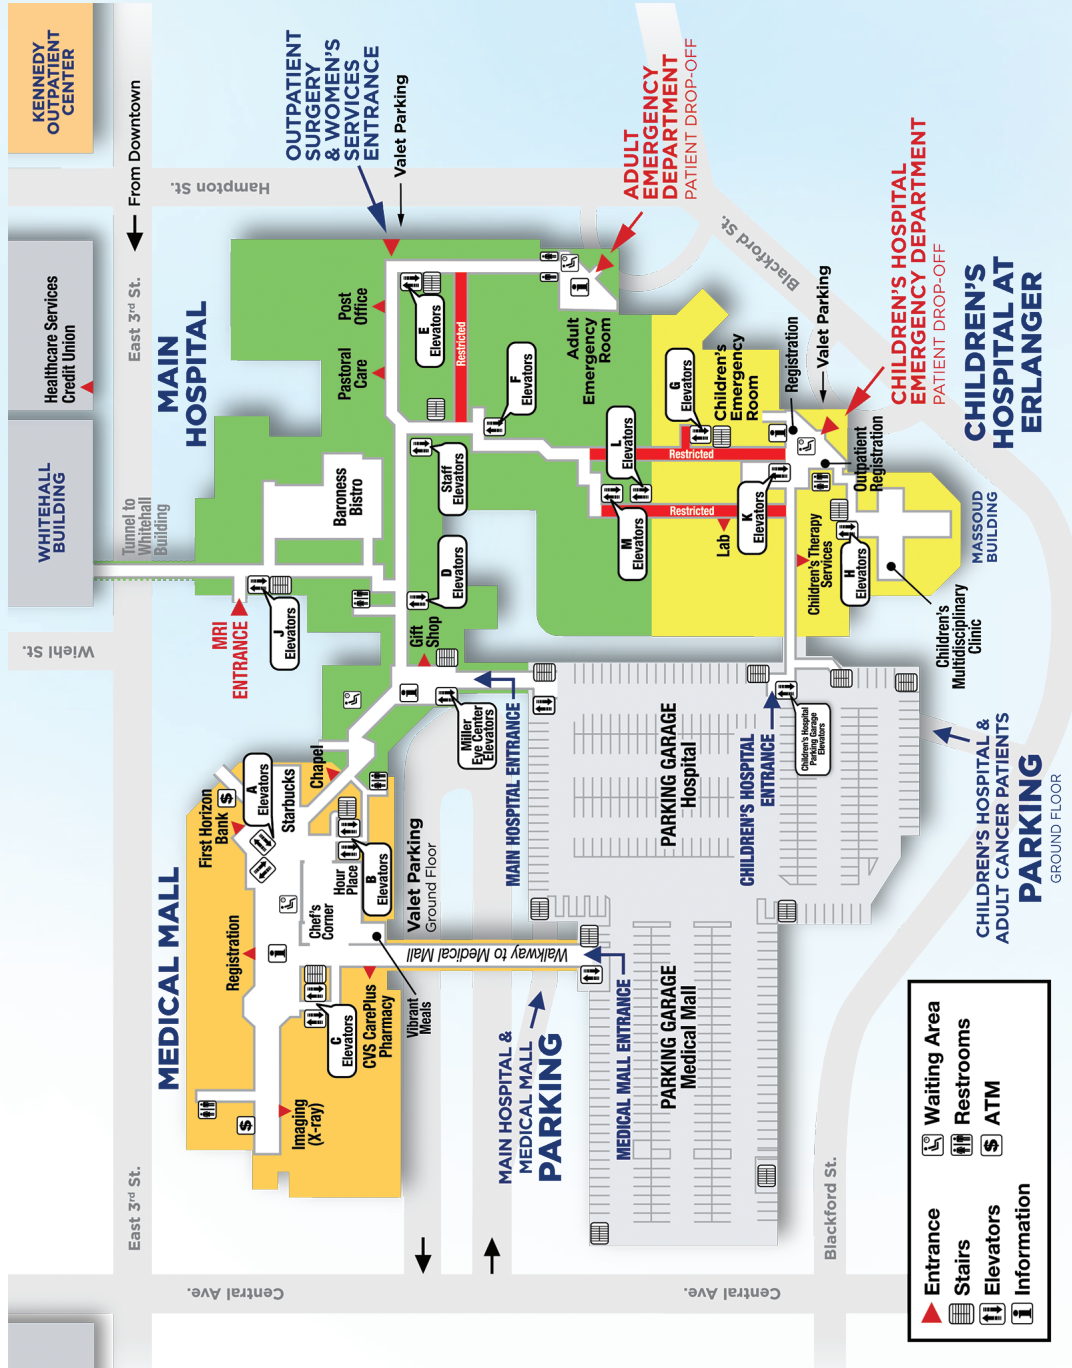 KENNEDY
OUTPATIENT
CENTER
From Downtown
East 3rd St.
Hampton St.
Healthcare Services
Credit Union
WHITEHALL
BUILDING
Tunnel to
Whitehall
Building
Wiehl St.
East 3rd St.
Central Ave.
Central Ave.
Blackford St.
Blackford St.
MAIN
HOSPITAL
OUTPATIENT
SURGERY
& WOMEN'S
SERVICES
ENTRANCE
Valet Parking
ADULT
EMERGENCY
DEPARTMENT
PATIENT DROP-OFF
CHILDREN'S HOSPITAL
EMERGENCY DEPARTMENT
PATIENT DROP-OFF
CHILDREN'S
HOSPITAL AT
ERLANGER
Valet Parking
Registration
Outpatient
Registration
MASSOUD
BUILDING
Children's
Multidisciplinary
Clinic
Post
Office
Pastoral
Care
E
Elevators
Restricted
F
Elevators
Adult
Emergency
Room
Children's
Emergency
Room
G
Elevators
L
Elevators
Restricted
M
Elevators
Restricted
K
Elevators
Lab
Children's Therapy
Services
H
Elevators
Baroness
Bistro
Staff
Elevators
D
Elevators
J
Elevators
MRI
ENTRANCE
Gift
Shop
Miller
Eye Center
Elevators
MAIN HOSPITAL ENTRANCE
Children's Hospital
Parking Garage
Elevators
CHILDREN'S HOSPITAL
ENTRANCE
PARKING GARAGE
Hospital
CHILDREN'S HOSPITAL &
ADULT CANCER PATIENTS
PARKING
GROUND FLOOR
MEDICAL MALL
Chapel
A
Elevators
Starbucks
First Horizon
Bank
$
Hour
Place
B
Elevators
Chef's
Corner
Registration
Valet Parking
Ground Floor
Walkway to Medical Mall
Vibrant
Meals
CVS CarePlus
Pharmacy
C
Elevators
Imaging
(X-ray)
$
MAIN HOSPITAL &
MEDICAL MALL
PARKING
MEDICAL MALL ENTRANCE
PARKING GARAGE
Medical Mall
Entrance
Stairs
Elevators
Information
Waiting Area
Restrooms
$ ATM